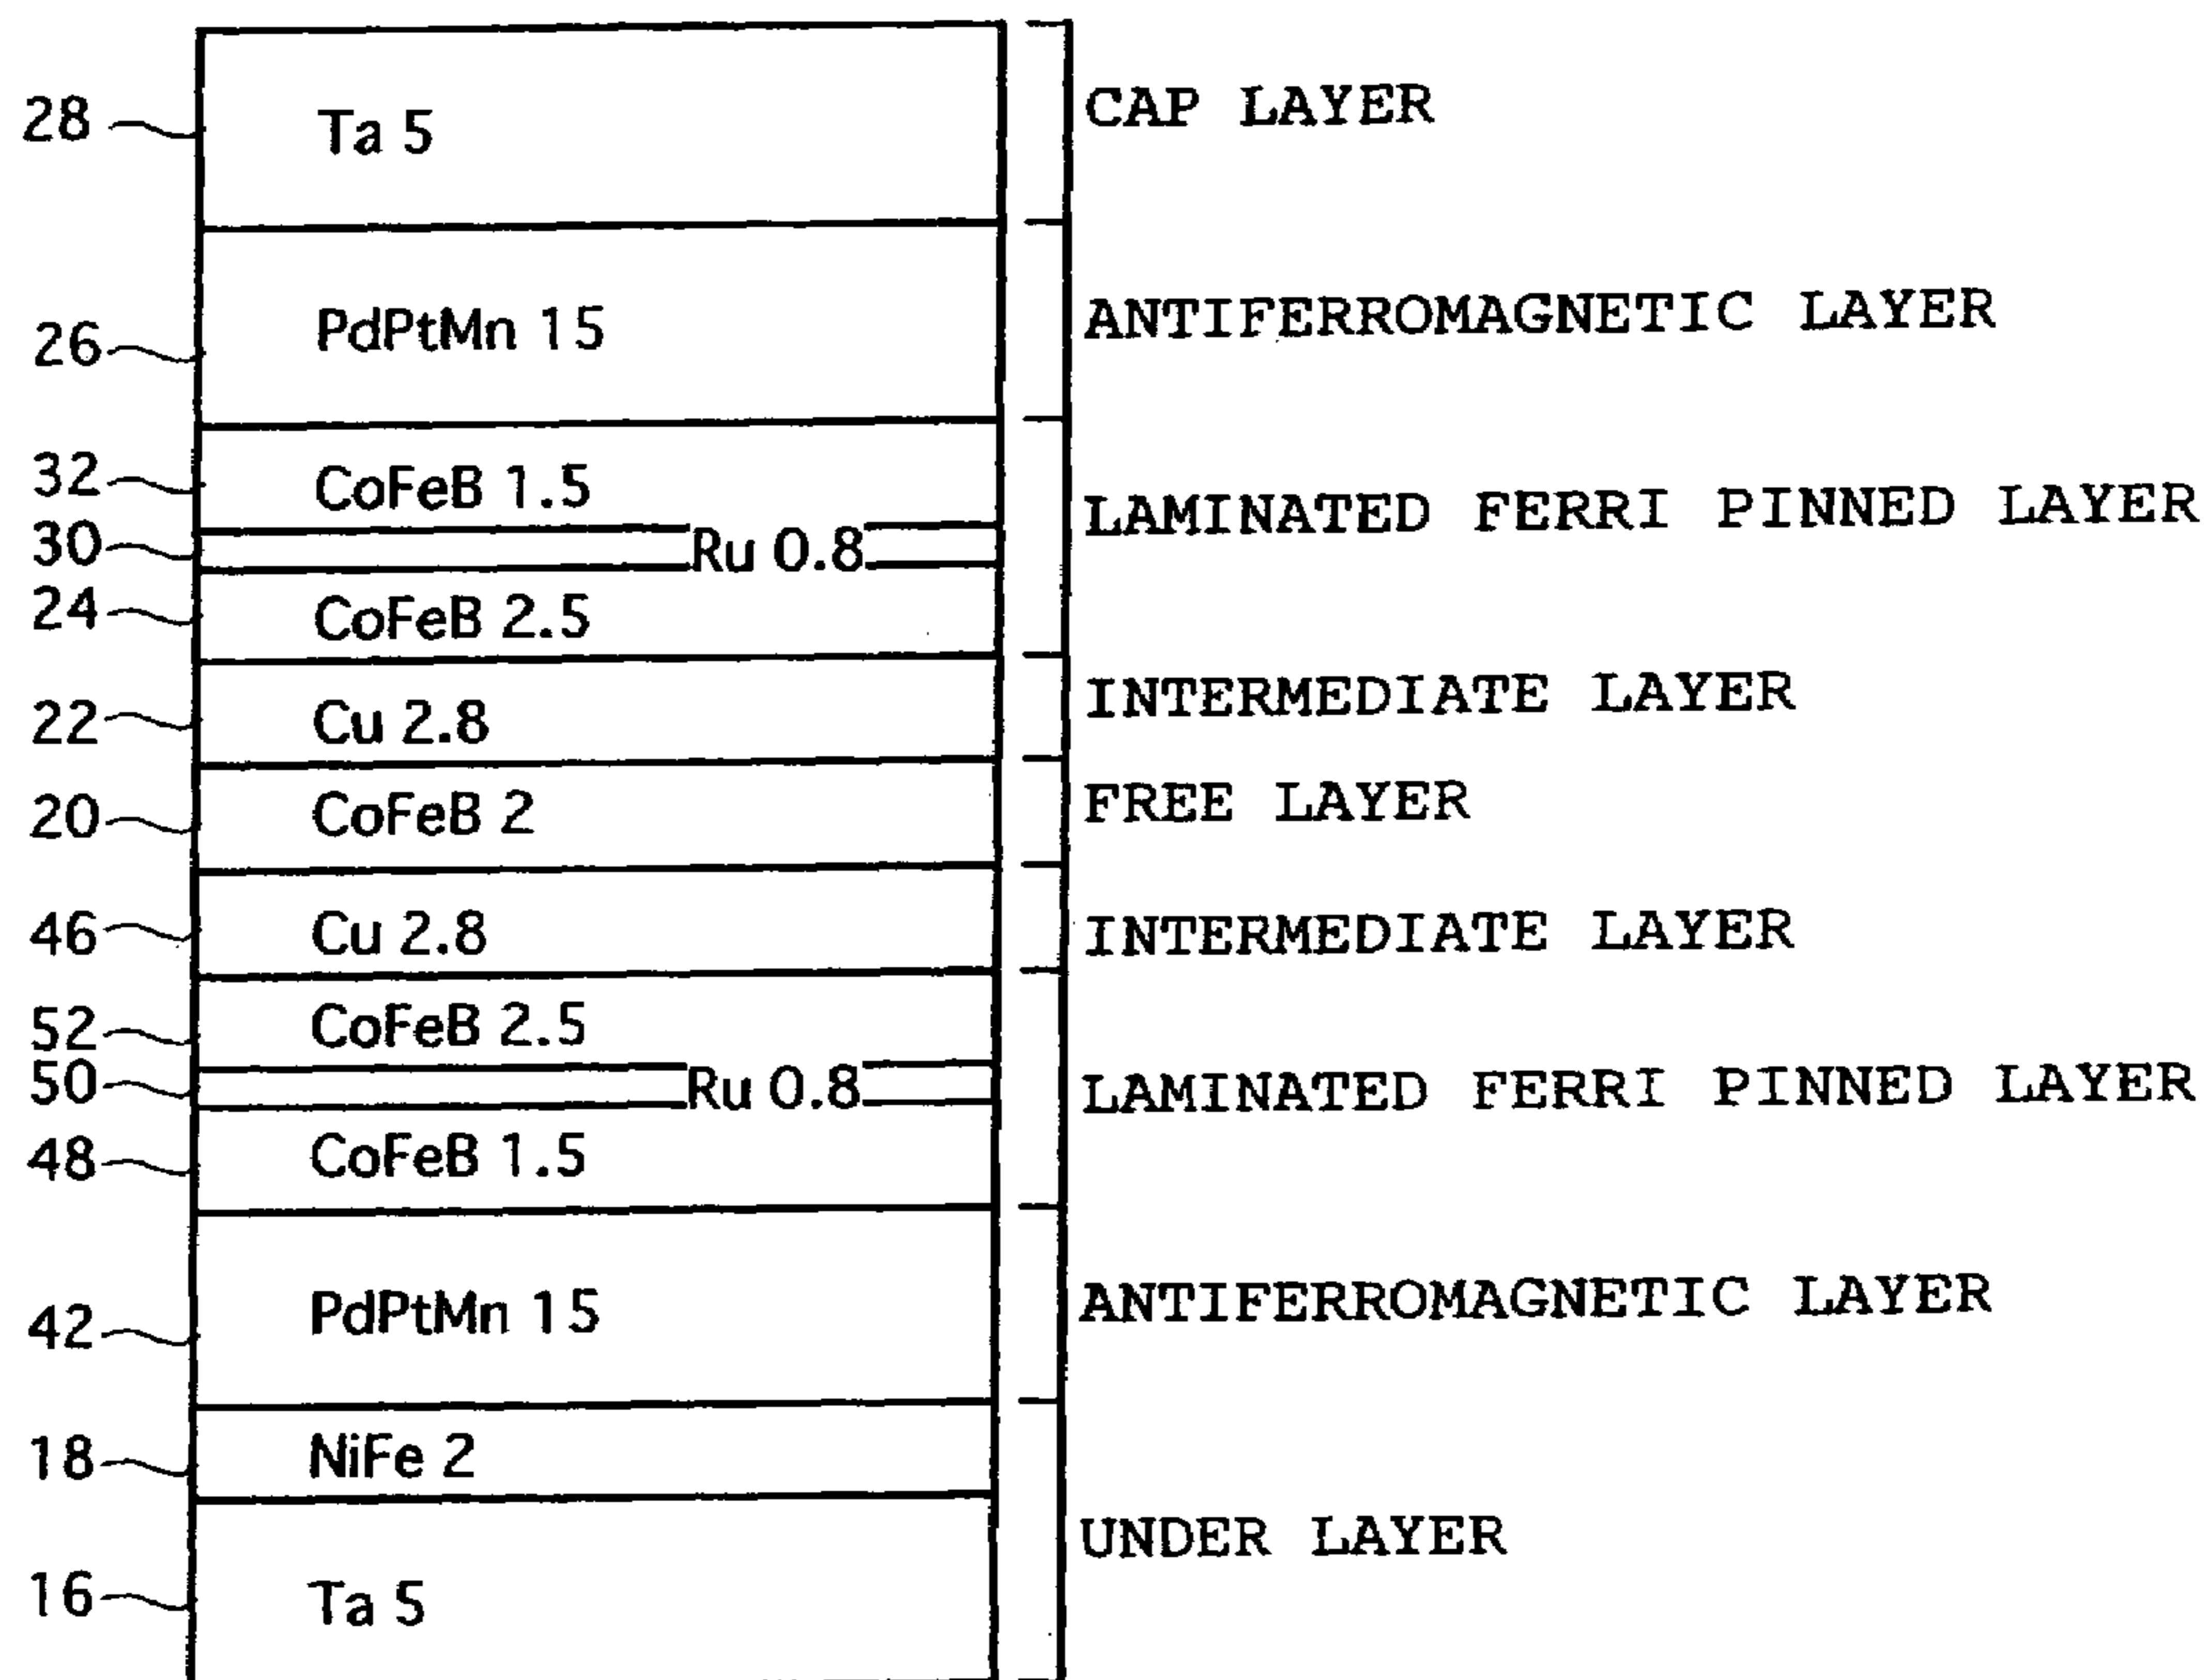 28 Ta 5 CAP LAYER
26 PdPtMn 15 ANTIFERROMAGNETIC LAYER
32 CoFeB 1.5
30 Ru 0.8 LAMINATED FERRI PINNED LAYER
24 CoFeB 2.5
22 Cu 2.8 INTERMEDIATE LAYER
20 CoFeB 2 FREE LAYER
46 Cu 2.8 INTERMEDIATE LAYER
52 CoFeB 2.5
50 Ru 0.8 LAMINATED FERRI PINNED LAYER
48 CoFeB 1.5
42 PdPtMn 15 ANTIFERROMAGNETIC LAYER
18 NiFe 2
UNDER LAYER
16 Ta 5